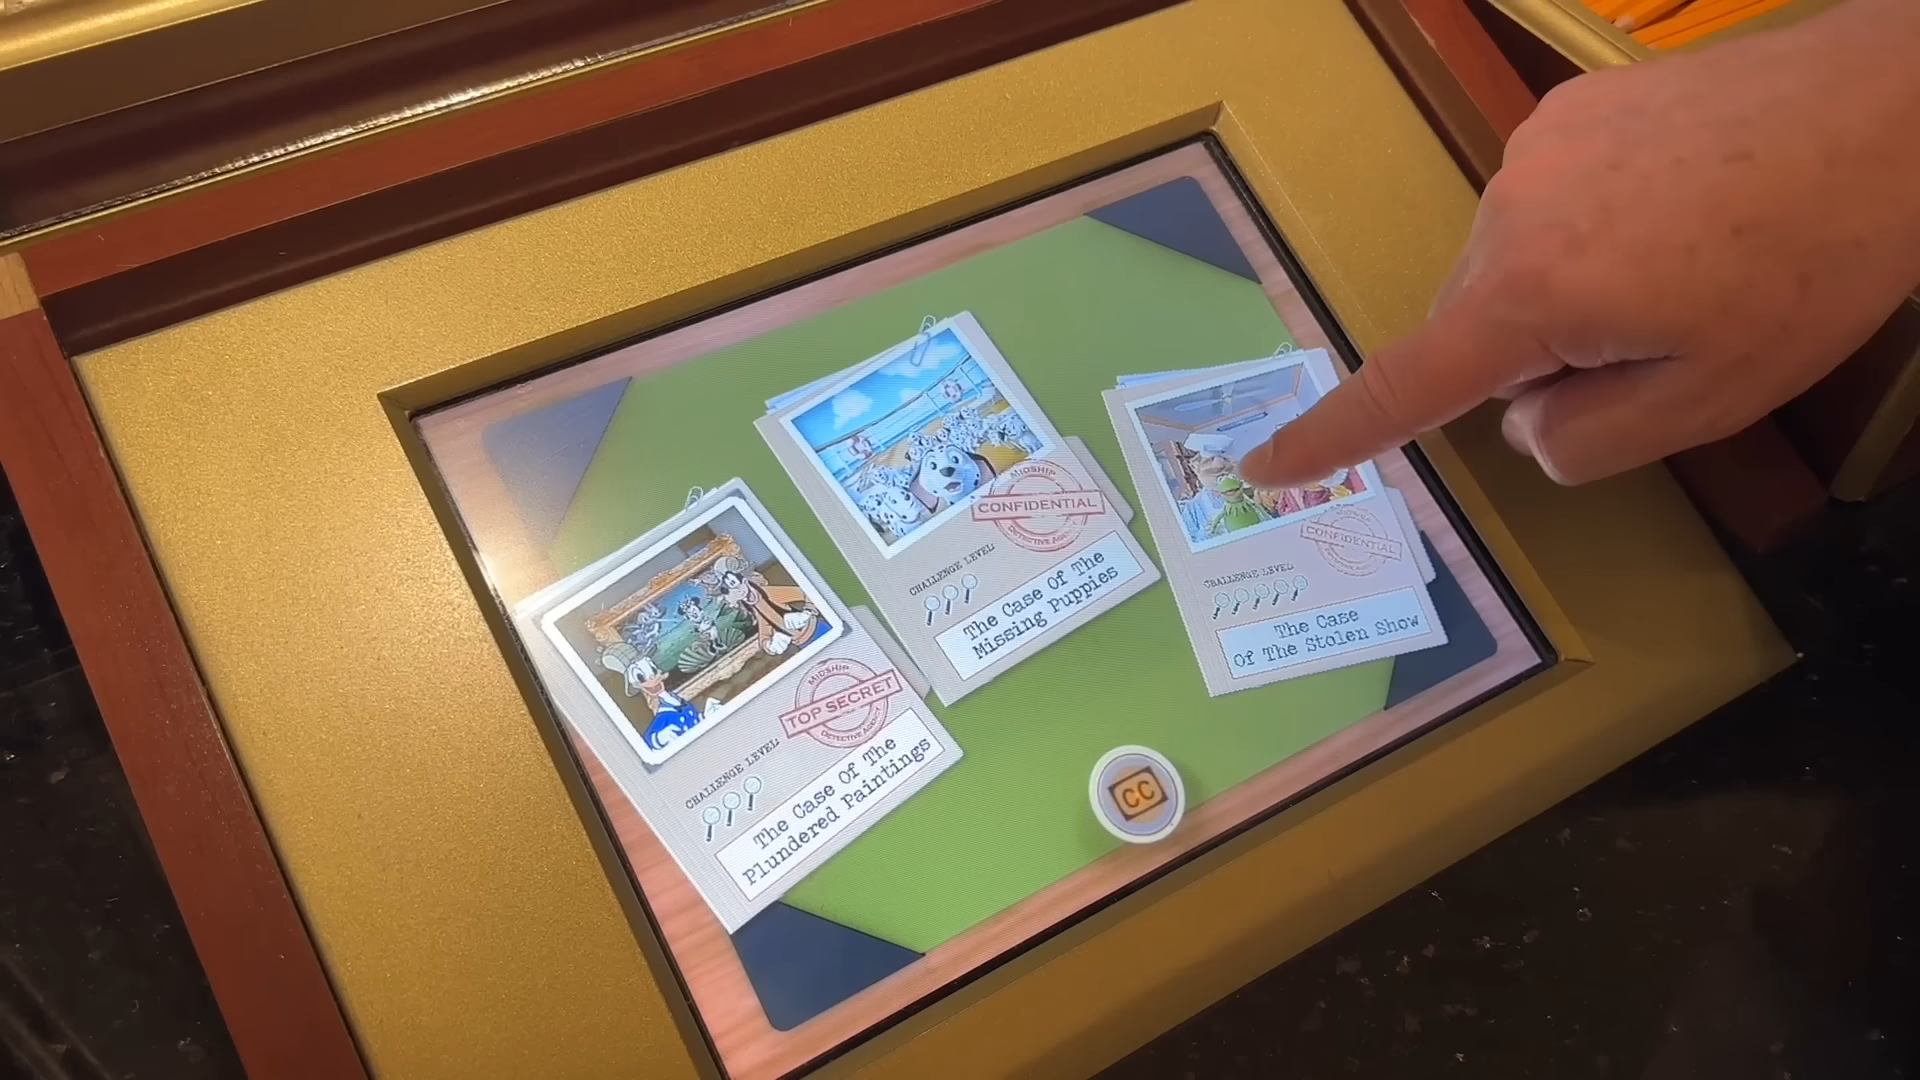 MIDSHIP
TOP SECRET
DETECTIVE AGENCY
CHALLENGE LEVEL:
The Case Of The
Plundered Paintings
MIDSHIP
CONFIDENTIAL
DETECTIVE AGENCY
CHALLENGE LEVEL:
The Case Of The
Missing Puppies
CONFIDENTIAL
CHALLENGE LEVEL:
The Case
Of The Stolen Show
CC